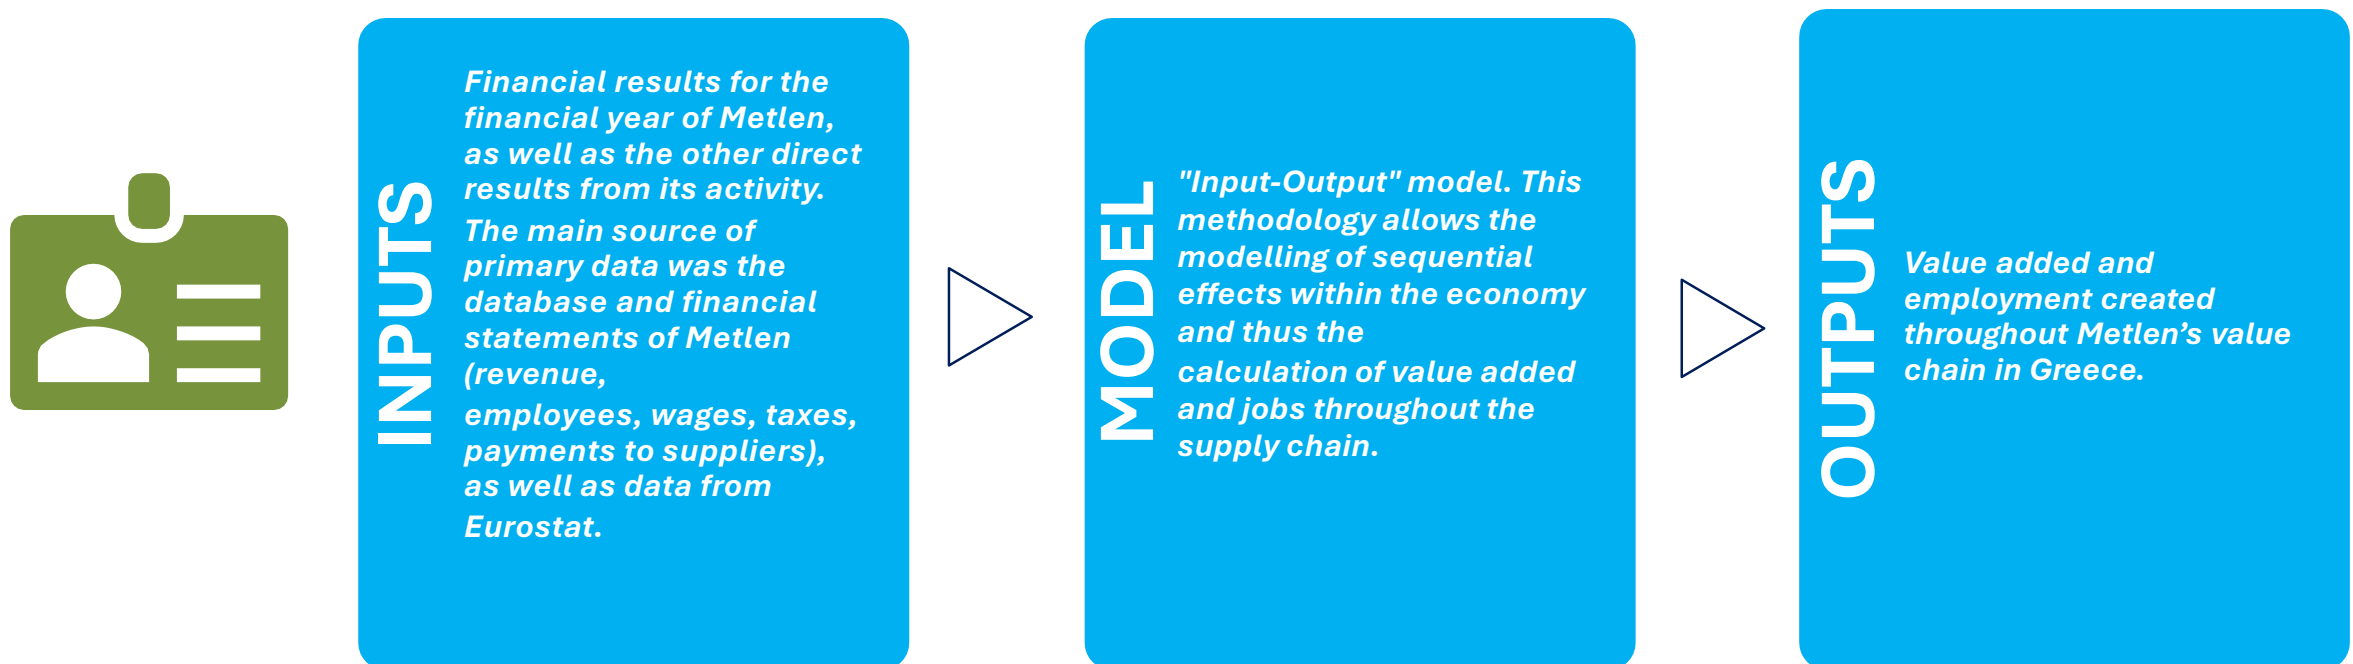 INPUTS
Financial results for the
financial year of Metlen,
as well as the other direct
results from its activity.
The main source of
primary data was the
database and financial
statements of Metlen
(revenue,
employees, wages, taxes,
payments to suppliers),
as well as data from
Eurostat.
MODEL
"Input-Output" model. This
methodology allows the
modelling of sequential
effects within the economy
and thus the
calculation of value added
and jobs throughout the
supply chain.
OUTPUTS
Value added and
employment created
throughout Metlen’s value
chain in Greece.